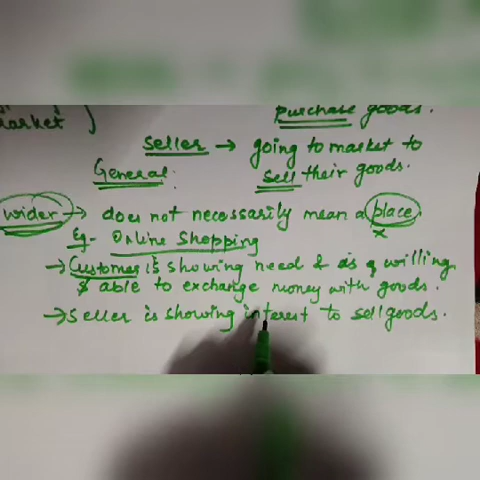 purchase goods.
market }
seller → going to market to
General: sell their goods.
wider → does not necessarily mean a place.
Eg- Online Shopping x
→ Customer is showing need & is willing
& able to exchange money with goods.
→ Seller is showing interest to sell goods.